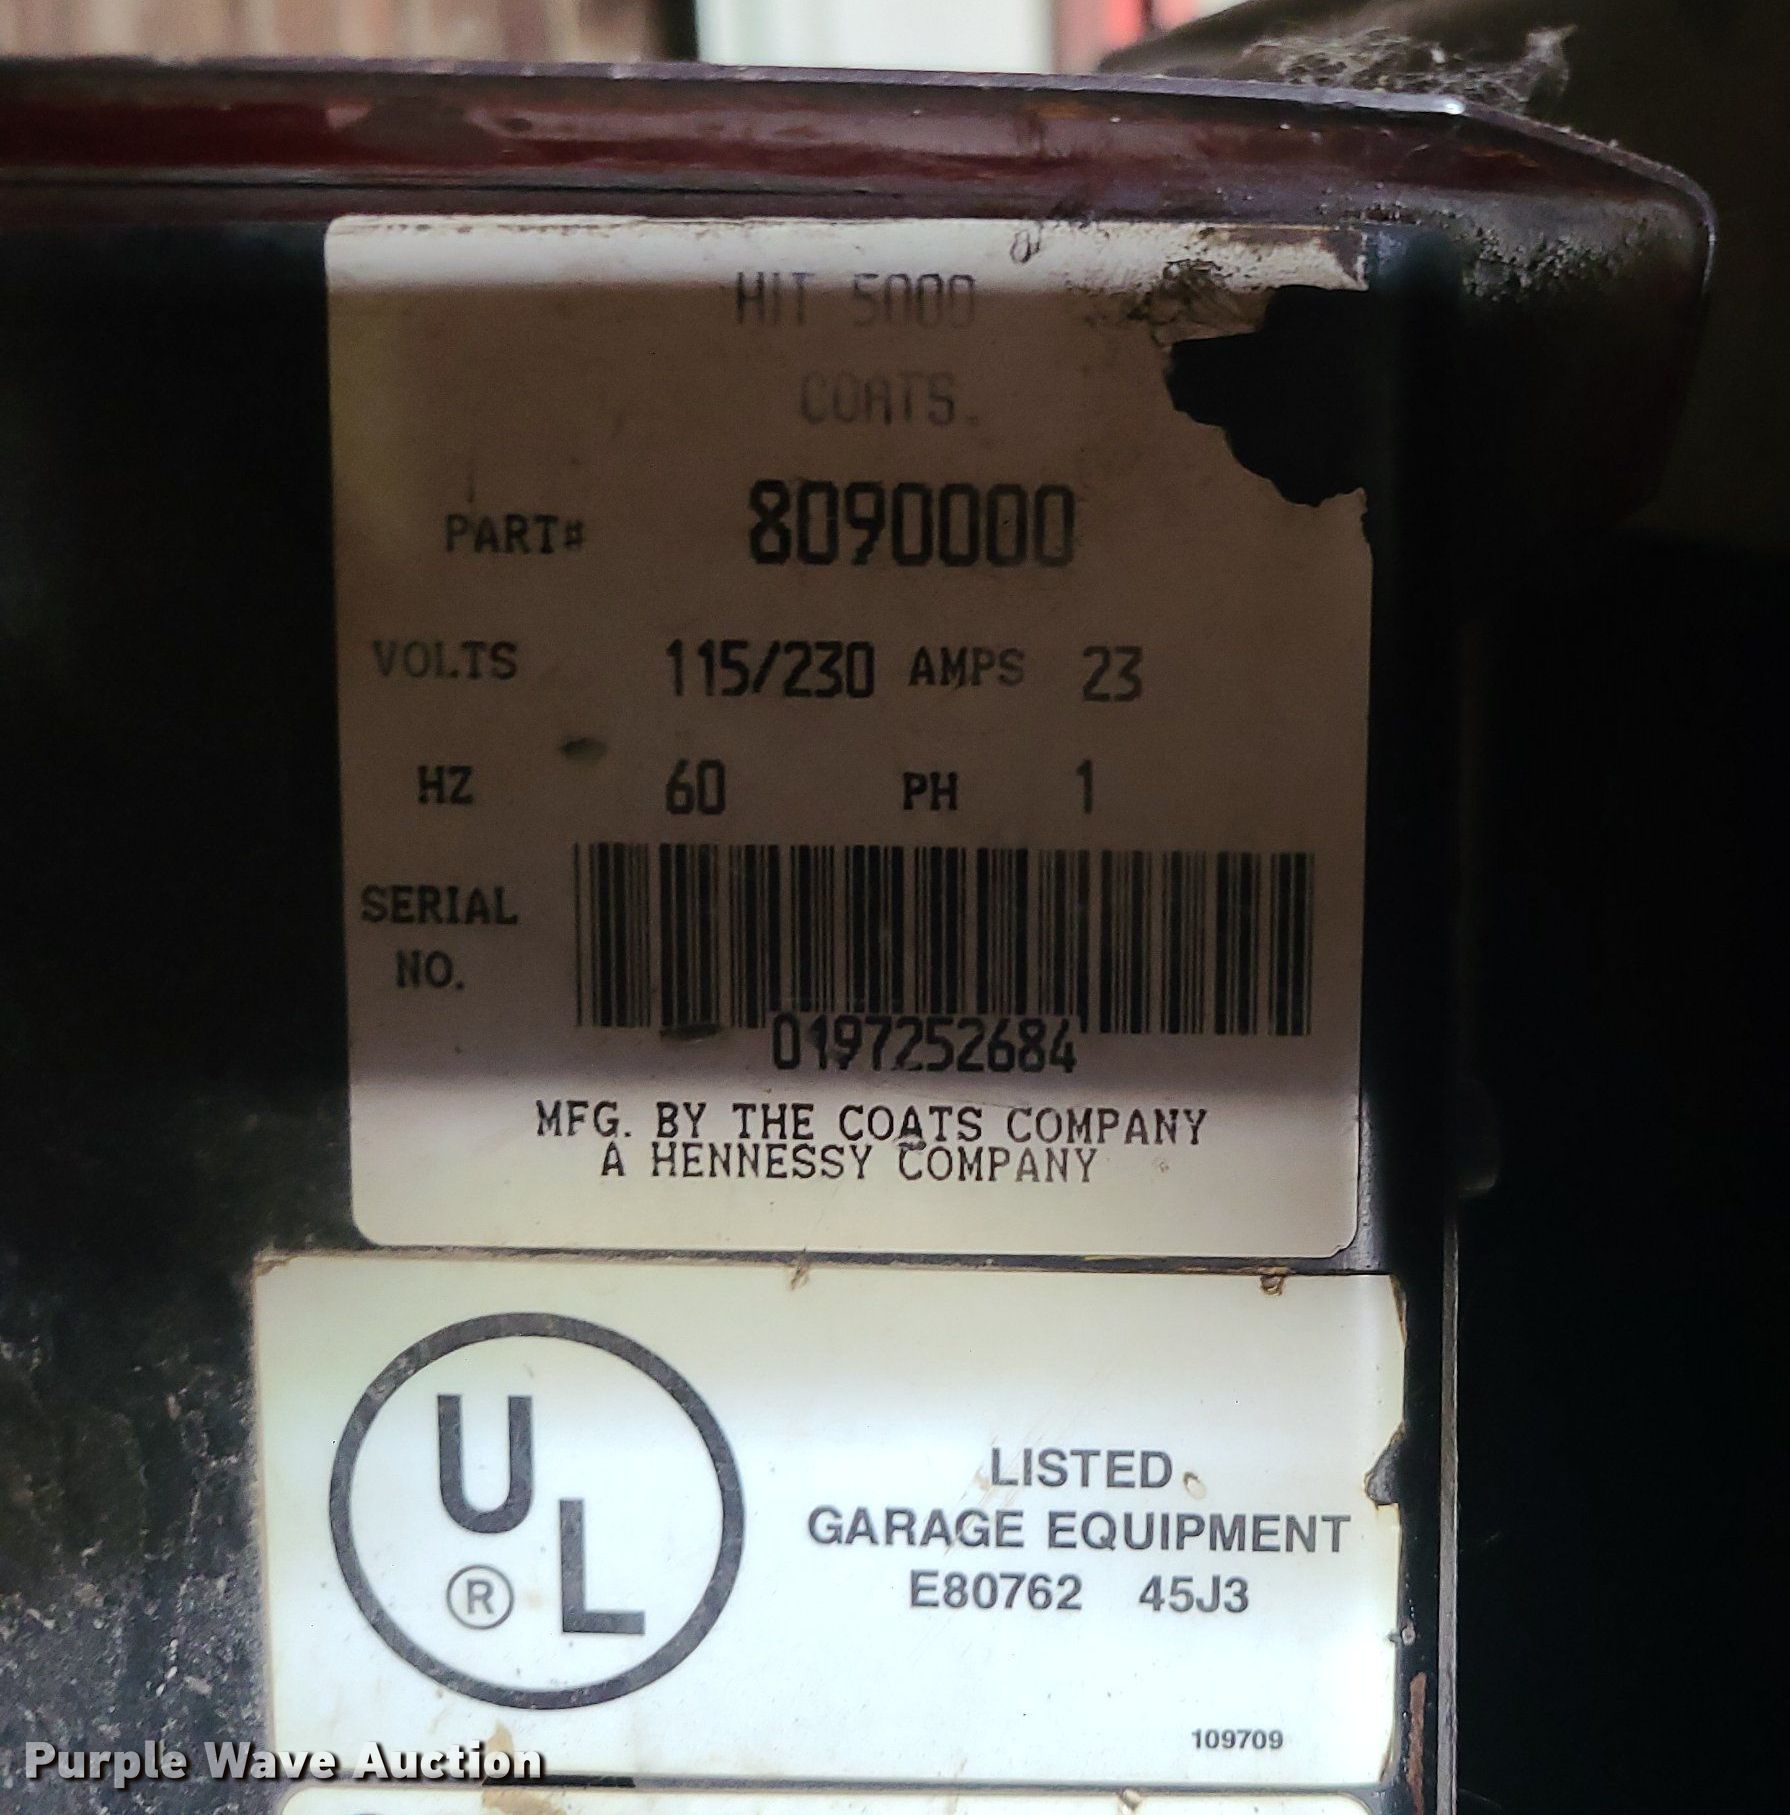 HIT 5000
COATS.
PART# 8090000
VOLTS 115/230 AMPS 23
HZ 60 PH 1
SERIAL
NO.
0197252684
MFG. BY THE COATS COMPANY
A HENNESSY COMPANY
UL
®
LISTED
GARAGE EQUIPMENT
E80762 45J3
109709
Purple Wave Auction